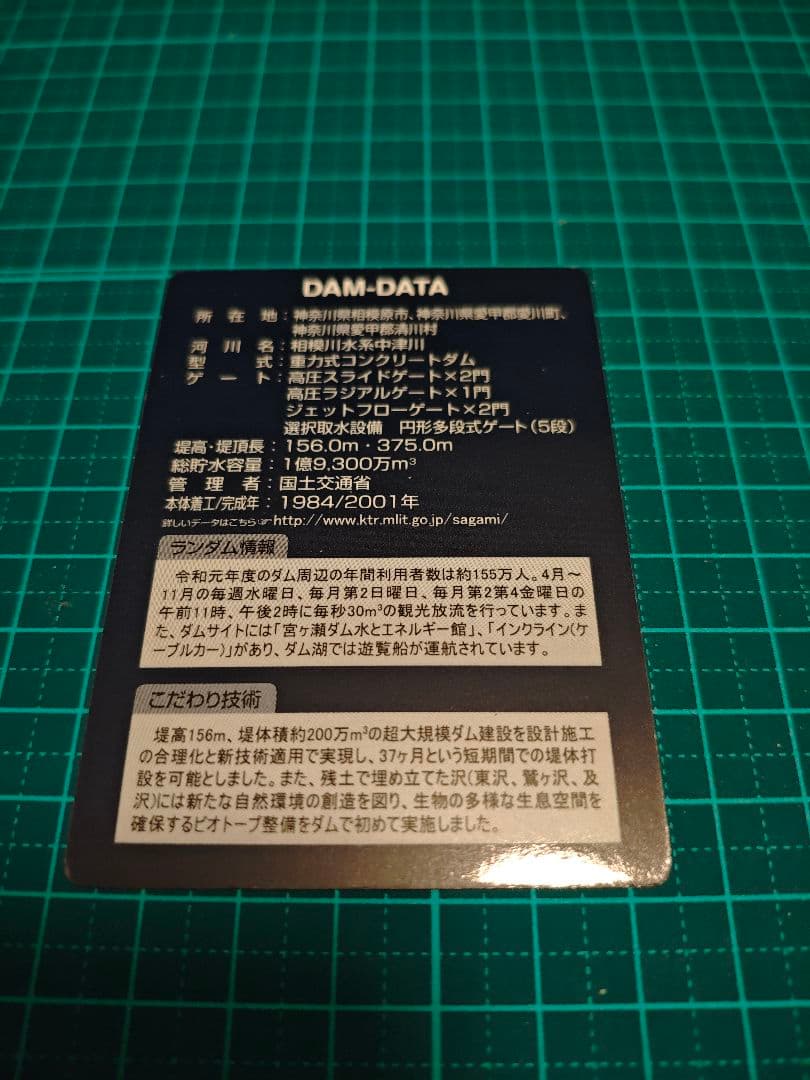 DAM-DATA
所在地：神奈川県相模原市、神奈川県愛甲郡愛川町、
神奈川県愛甲郡清川村
河川名：相模川水系中津川
型式：重力式コンクリートダム
ゲート：高圧スライドゲート×2門
高圧ラジアルゲート×1門
ジェットフローゲート×2門
選択取水設備　円形多段式ゲート（5段）
堤高・堤頂長：156.0m・375.0m
総貯水容量：1億9,300万m³
管理者：国土交通省
本体着工/完成年：1984/2001年
詳しいデータはこちら☞http://www.ktr.mlit.go.jp/sagami/
ランダム情報
令和元年度のダム周辺の年間利用者数は約155万人。4月～
11月の毎週水曜日、毎月第2日曜日、毎月第2第4金曜日の
午前11時、午後2時に毎秒30m³の観光放流を行っています。ま
た、ダムサイトには「宮ヶ瀬ダム水とエネルギー館」、「インクライン（ケ
ーブルカー）」があり、ダム湖では遊覧船が運航されています。
こだわり技術
堤高156m、堤体積約200万m³の超大規模ダム建設を設計施工
の合理化と新技術適用で実現し、37ヶ月という短期間での堤体打
設を可能としました。また、残土で埋め立てた沢（東沢、鷲ヶ沢、及
沢）には新たな自然環境の創造を図り、生物の多様な生息空間を
確保するビオトープ整備をダムで初めて実施しました。